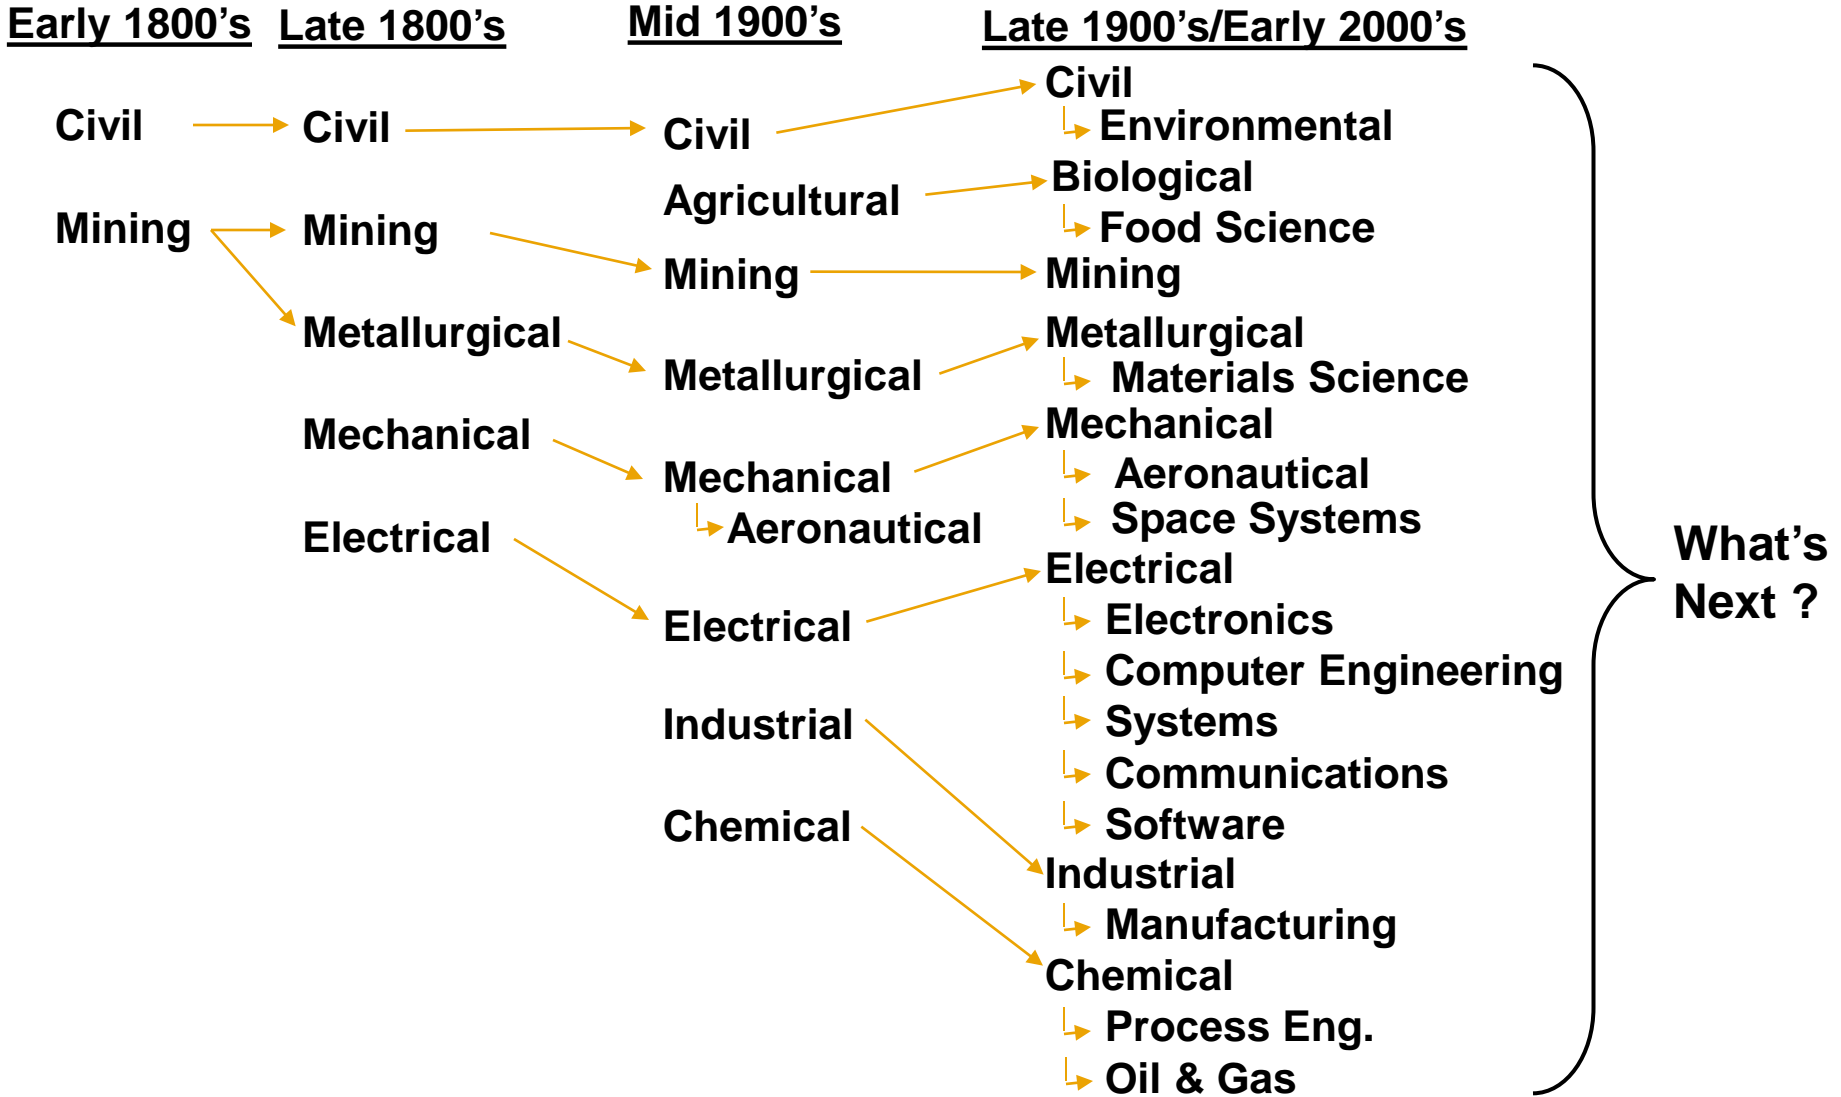 Early 1800’s
Late 1800’s
Mid 1900’s
Late 1900’s/Early 2000’s
Civil
Mining
Civil
Mining
Metallurgical
Mechanical
Electrical
Civil
Agricultural
Mining
Metallurgical
Mechanical
Aeronautical
Electrical
Industrial
Chemical
Civil
Environmental
Biological
Food Science
Mining
Metallurgical
Materials Science
Mechanical
Aeronautical
Space Systems
Electrical
Electronics
Computer Engineering
Systems
Communications
Software
Industrial
Manufacturing
Chemical
Process Eng.
Oil & Gas
What’s
Next ?